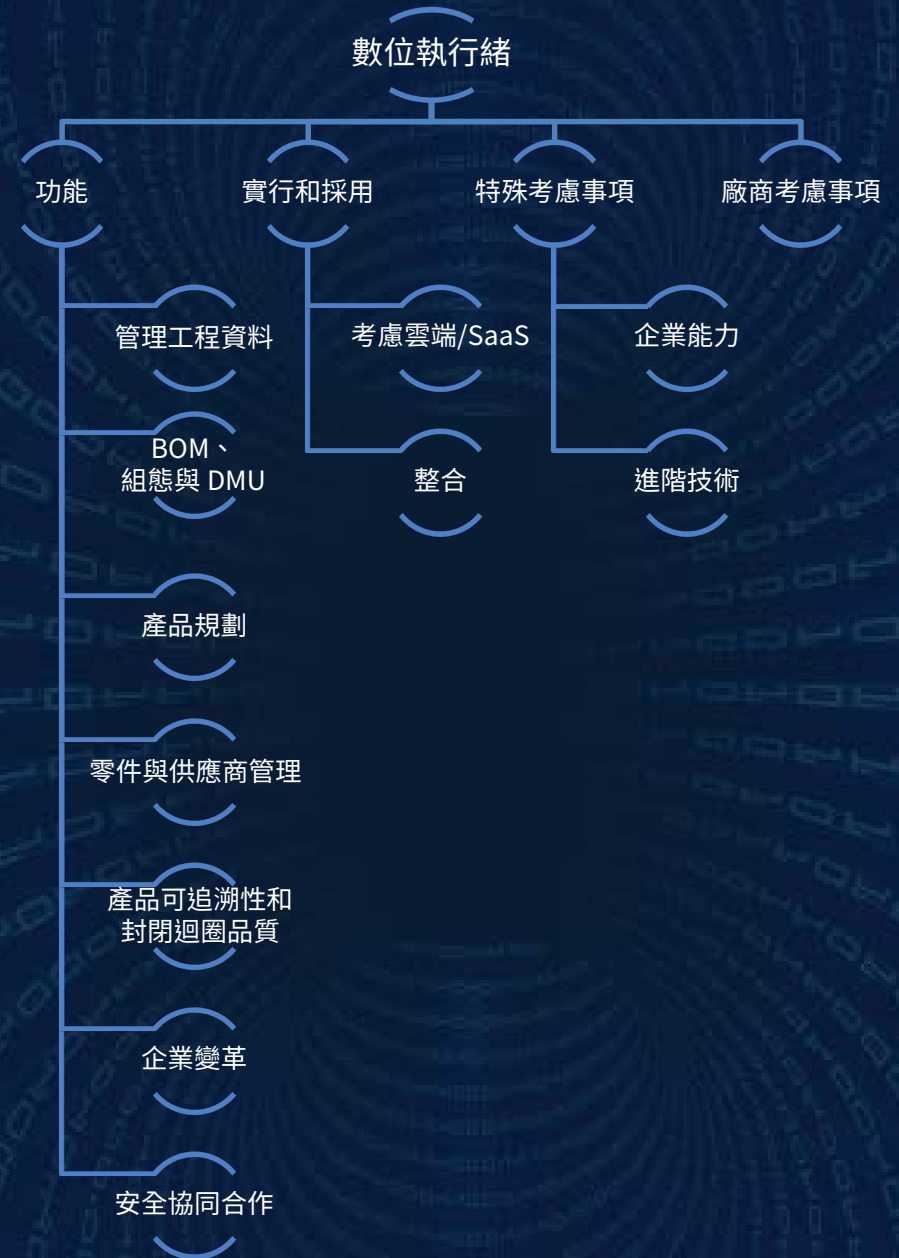 數位執行緒
功能
實行和採用
特殊考慮事項
廠商考慮事項
管理工程資料
考慮雲端/SaaS
企業能力
BOM、
組態與 DMU
整合
進階技術
產品規劃
零件與供應商管理
產品可追溯性和
封閉迴圈品質
企業變革
安全協同合作